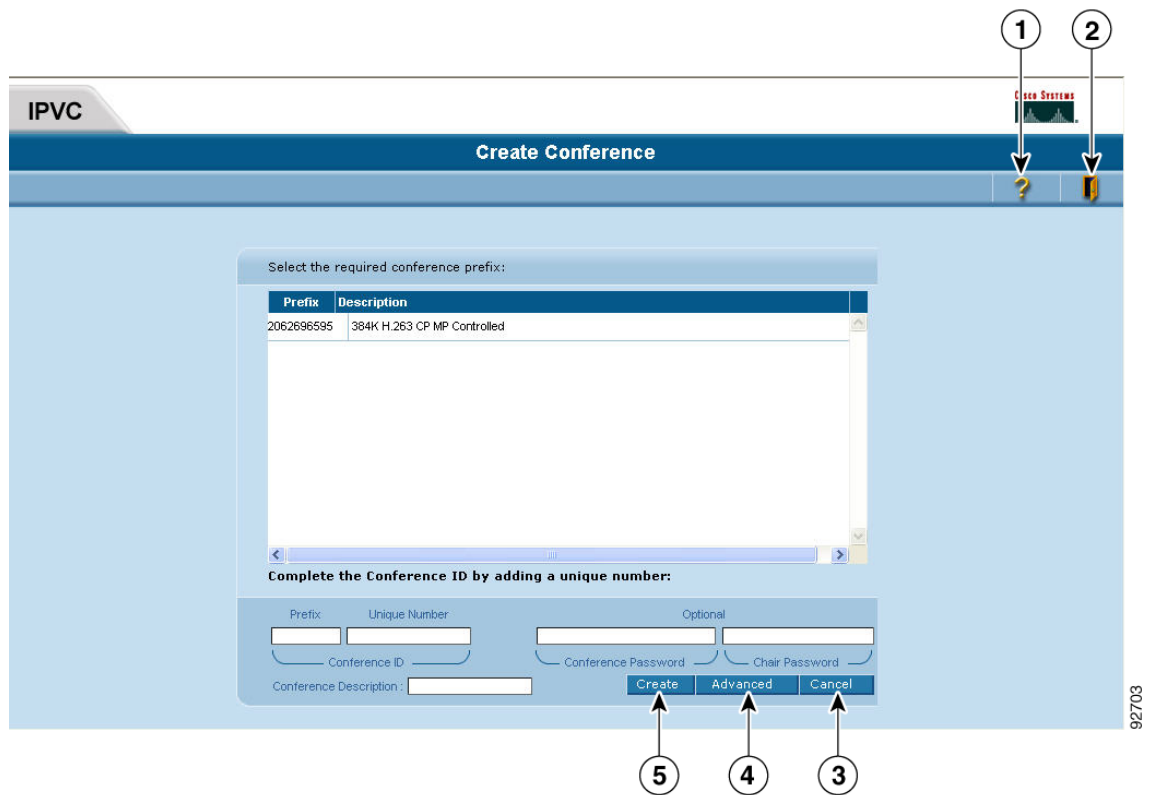 1 2
IPVC
CISCO SYSTEMS
Create Conference
?
Select the required conference prefix:
Prefix Description
2062696595 384K H.263 CP MP Controlled
Complete the Conference ID by adding a unique number:
Prefix Unique Number Optional
Conference ID Conference Password Chair Password
Conference Description : Create Advanced Cancel
92703
5 4 3